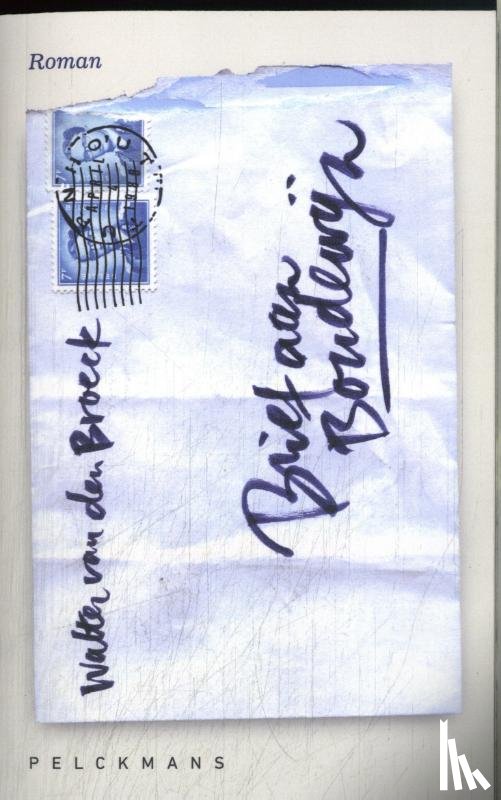 Roman
Walter van den Broeck
Brief aan
Boudewijn
PELCKMANS